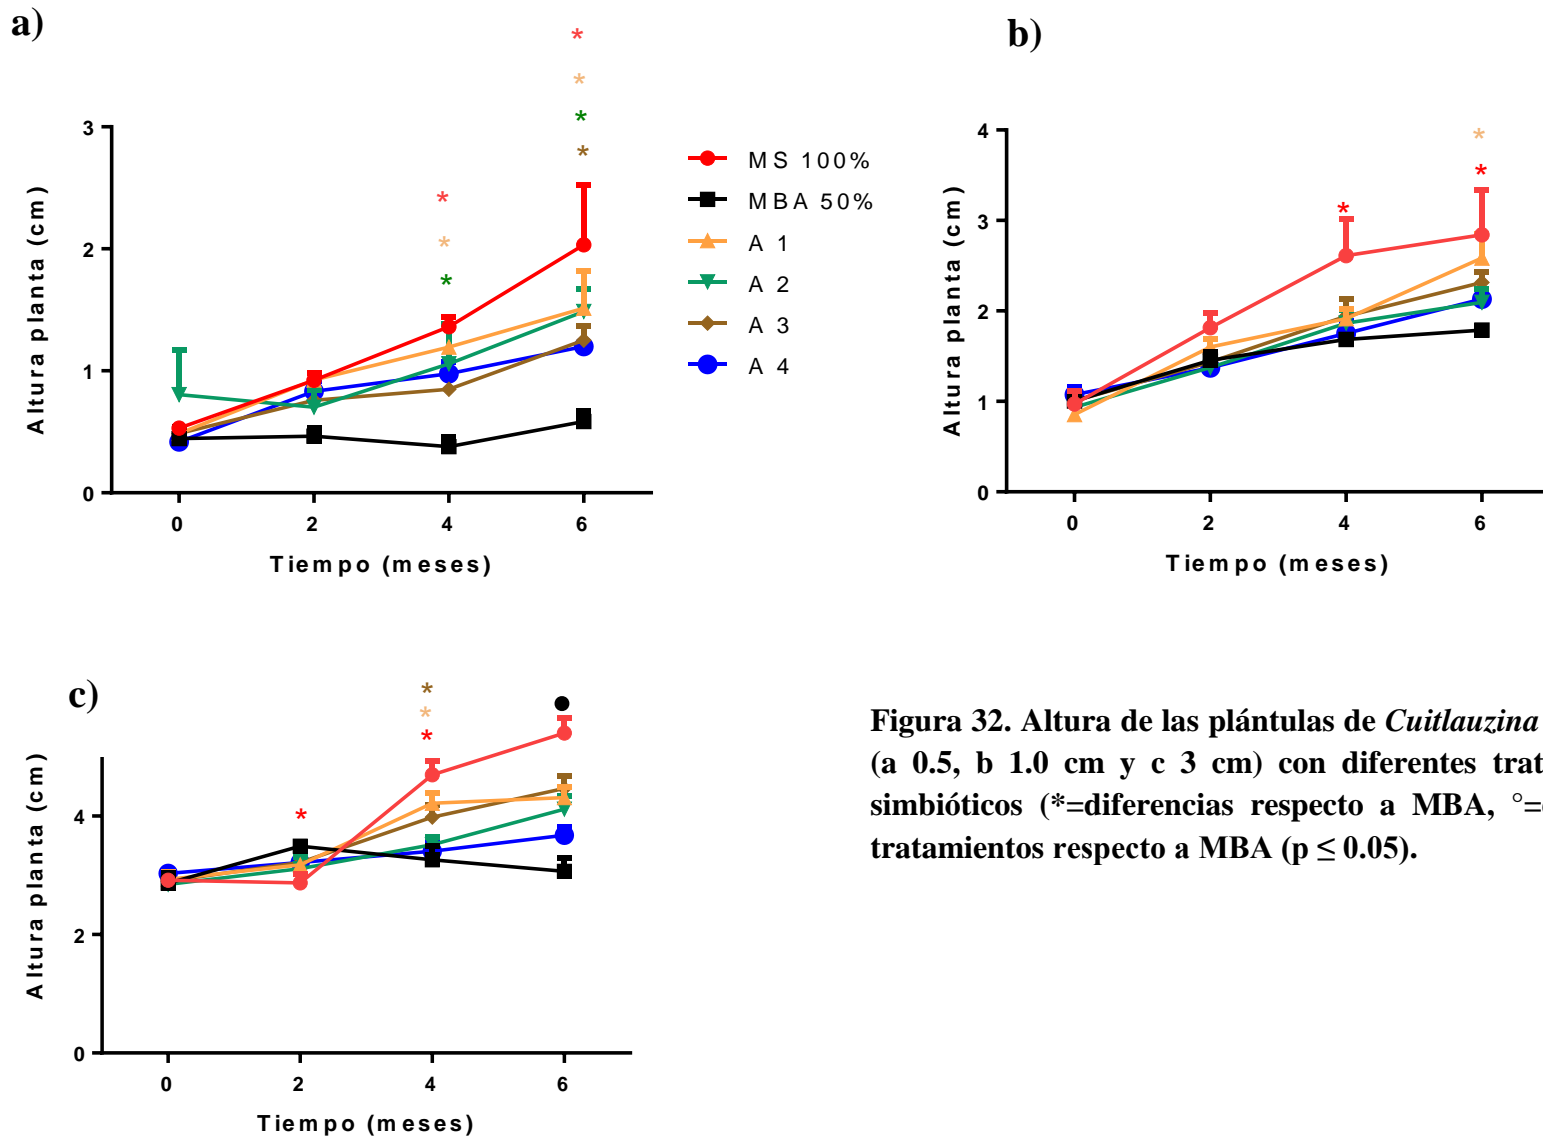 a)
3
2
1
0
Altura planta (cm)
0 2 4 6
Tiempo (meses)
* * * *
* * *
MS 100%
MBA 50%
A 1
A 2
A 3
A 4
b)
4
3
2
1
0
Altura planta (cm)
0 2 4 6
Tiempo (meses)
* * *
c)
4
2
0
Altura planta (cm)
0 2 4 6
Tiempo (meses)
* * * *
Figura 32. Altura de las plántulas de Cuitlauzina
(a 0.5, b 1.0 cm y c 3 cm) con diferentes
simbióticos (*=diferencias respecto a MBA,
tratamientos respecto a MBA (p ≤ 0.05).